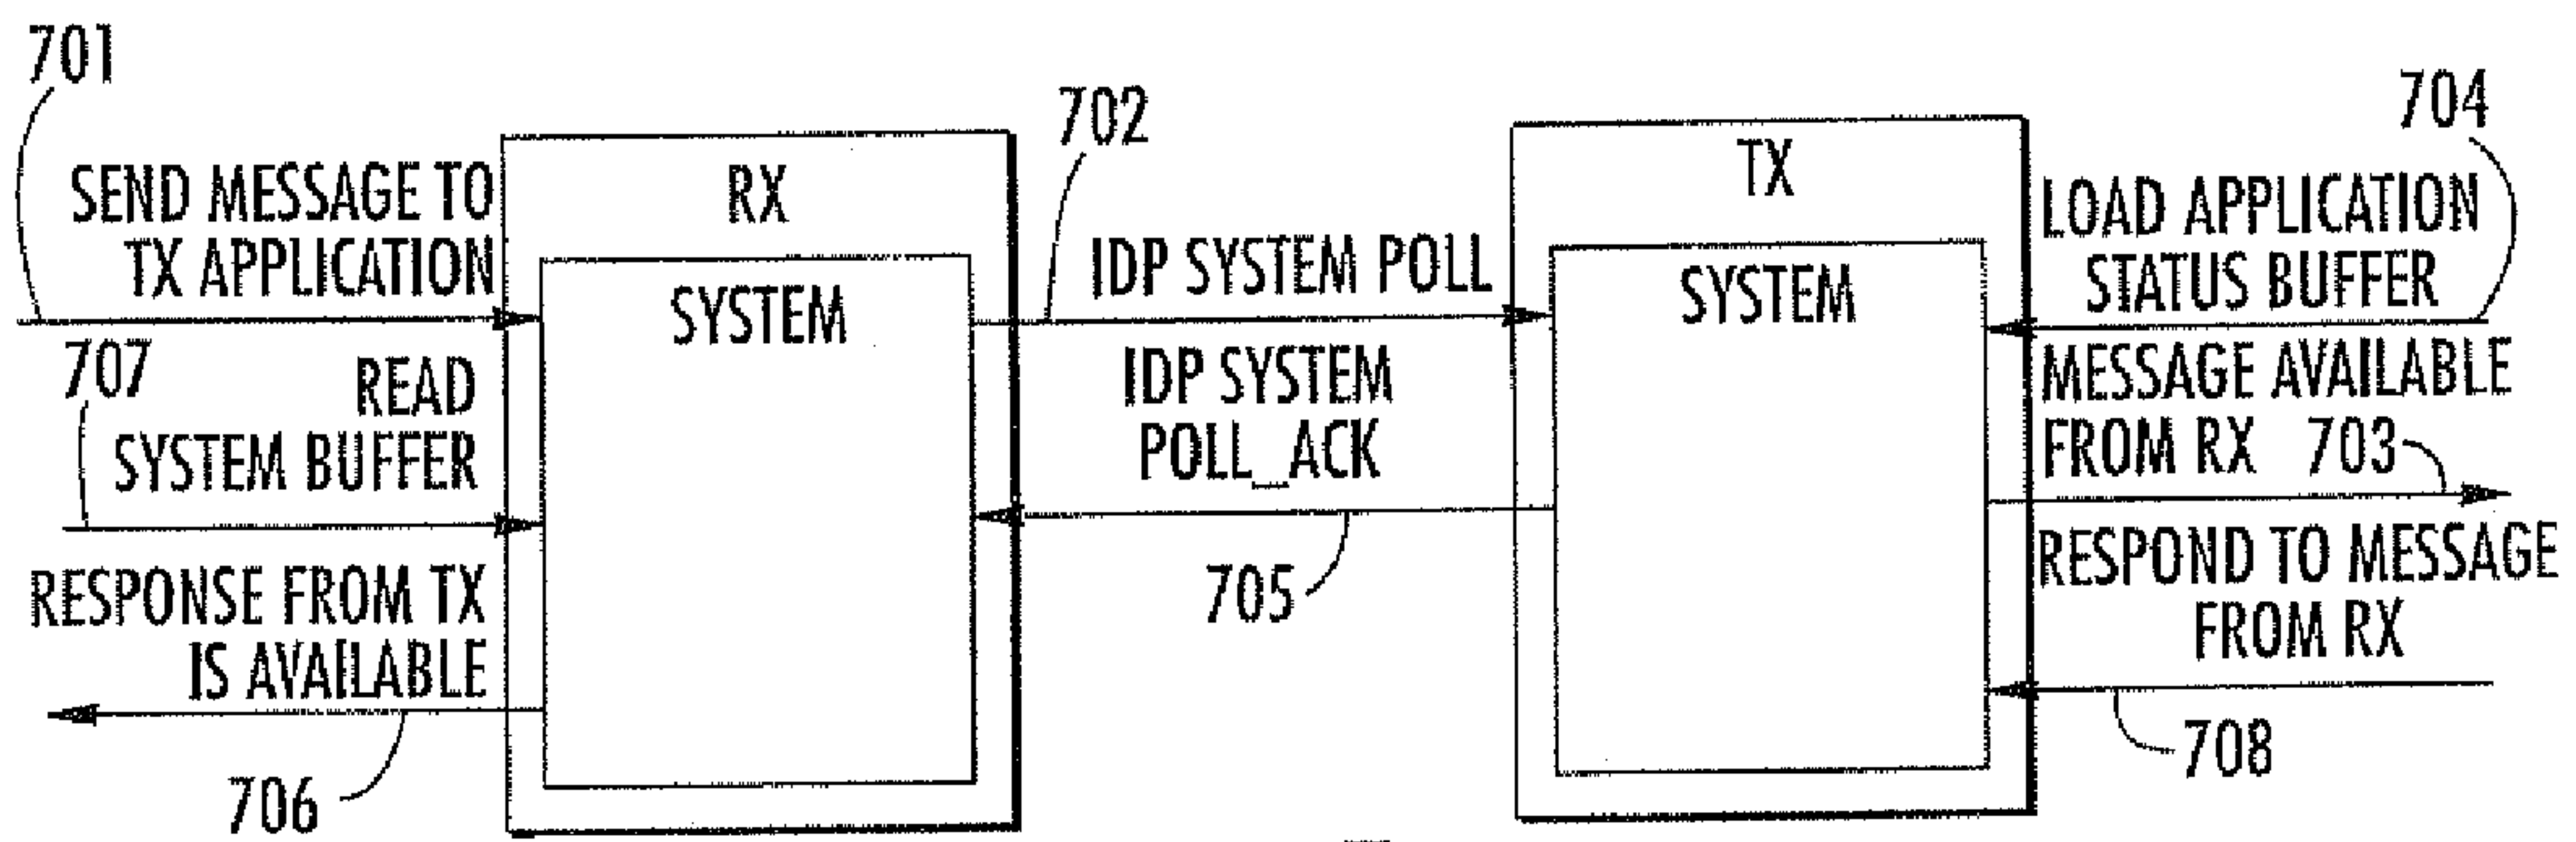 701
SEND MESSAGE TO
TX APPLICATION
707
READ
SYSTEM BUFFER
RESPONSE FROM TX
IS AVAILABLE
706
RX
SYSTEM
702
IDP SYSTEM POLL
IDP SYSTEM
POLL_ACK
705
TX
SYSTEM
704
LOAD APPLICATION
STATUS BUFFER
MESSAGE AVAILABLE
FROM RX 703
RESPOND TO MESSAGE
FROM RX
708